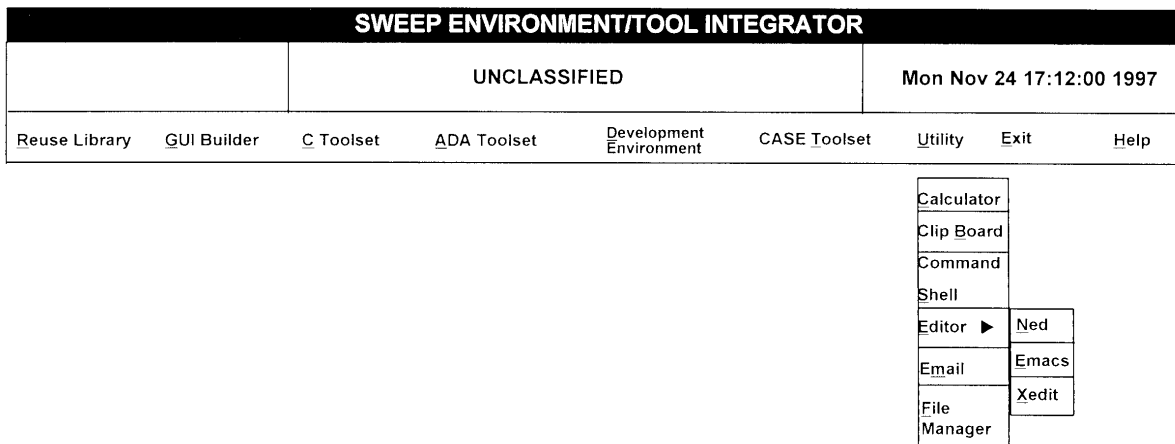 SWEEP ENVIRONMENT/TOOL INTEGRATOR
UNCLASSIFIED
Mon Nov 24 17:12:00 1997
Reuse Library GUI Builder C Toolset ADA Toolset Development Environment CASE Toolset Utility Exit Help
Calculator
Clip Board
Command
Shell
Editor ▶
Ned
Emacs
Xedit
Email
File
Manager